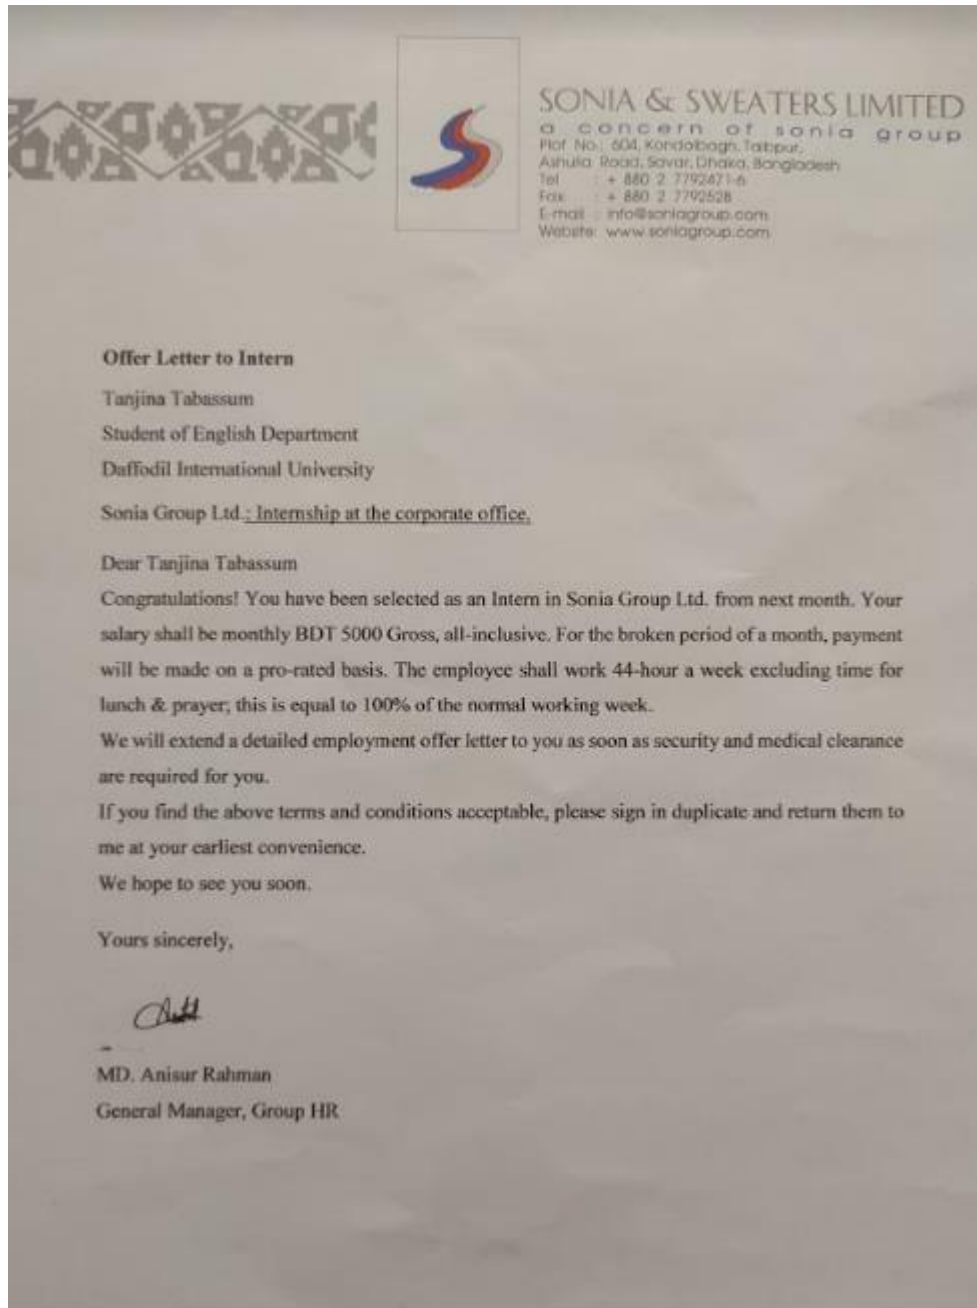 SONIA & SWEATERS LIMITED
a concern of sonia group
Plot No.: 604, Kondalbagh, Taibpur,
Ashulia Road, Savar, Dhaka, Bangladesh
Tel : + 880 2 7792471-6
Fax : + 880 2 7792528
E-mail : info@soniagroup.com
Website: www.soniagroup.com
Offer Letter to Intern
Tanjina Tabassum
Student of English Department
Daffodil International University
Sonia Group Ltd.: Internship at the corporate office.
Dear Tanjina Tabassum
Congratulations! You have been selected as an Intern in Sonia Group Ltd. from next month. Your
salary shall be monthly BDT 5000 Gross, all-inclusive. For the broken period of a month, payment
will be made on a pro-rated basis. The employee shall work 44-hour a week excluding time for
lunch & prayer; this is equal to 100% of the normal working week.
We will extend a detailed employment offer letter to you as soon as security and medical clearance
are required for you.
If you find the above terms and conditions acceptable, please sign in duplicate and return them to
me at your earliest convenience.
We hope to see you soon.
Yours sincerely,
MD. Anisur Rahman
General Manager, Group HR